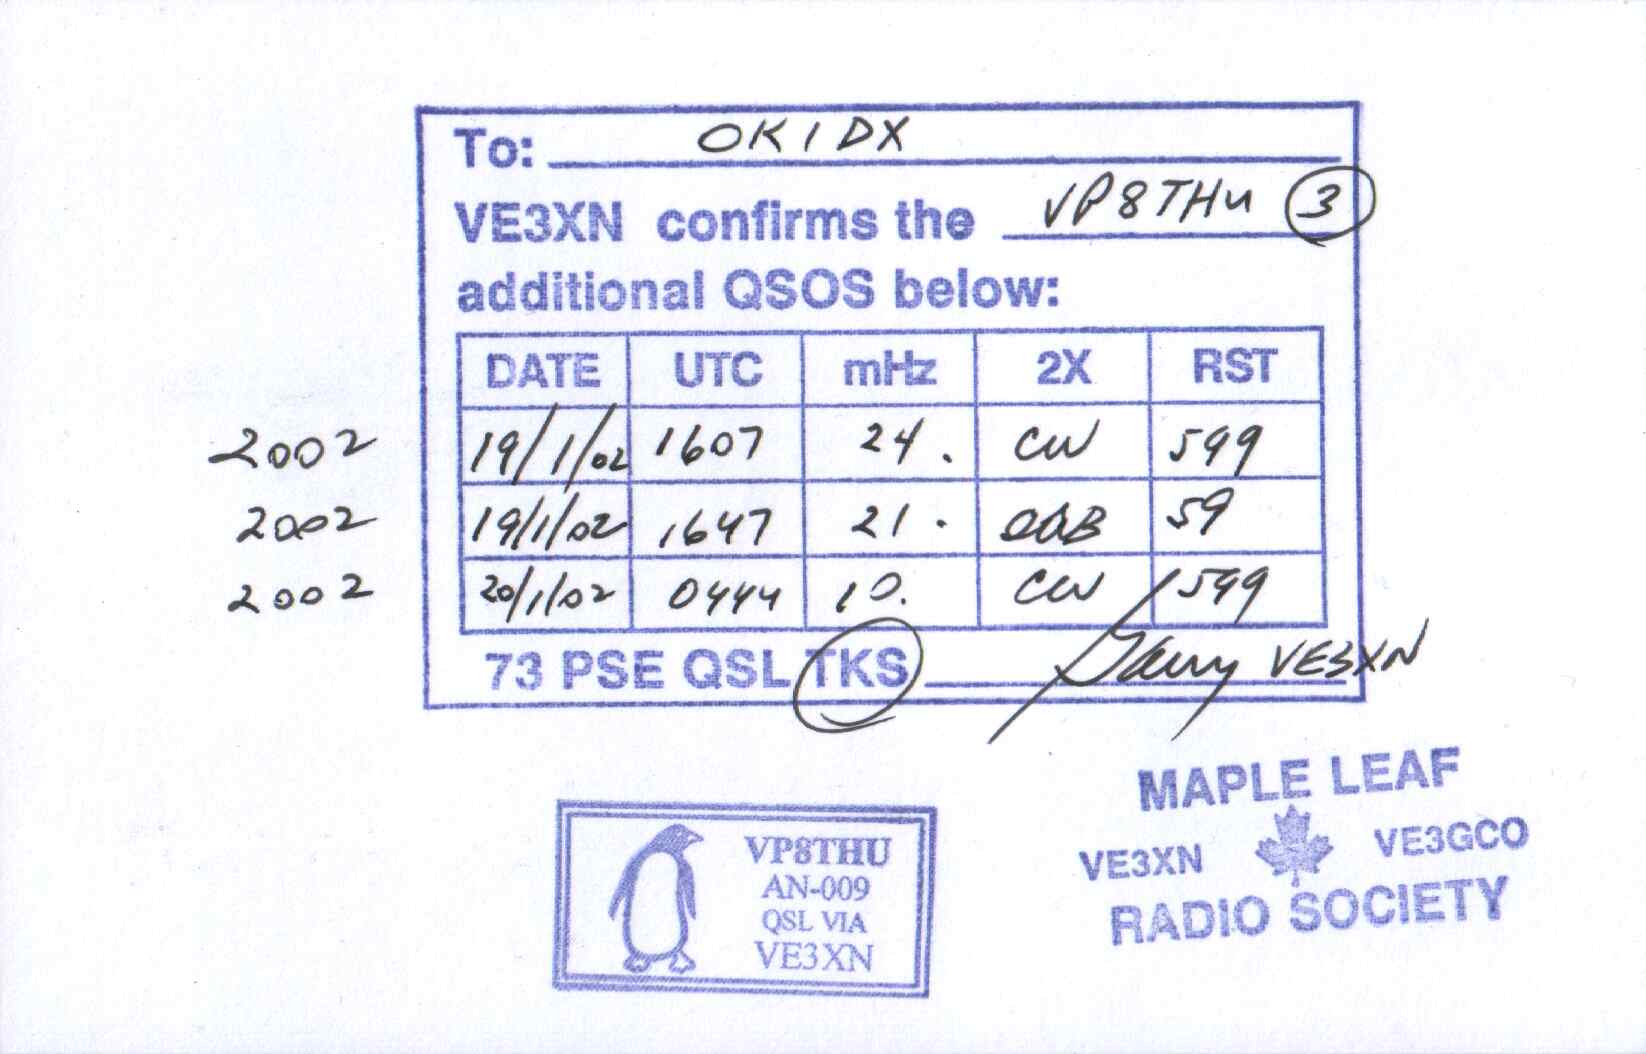 To: OK1DX
VE3XN confirms the VP8THU 3
additional QSOS below:
DATE UTC mHz 2X RST
2002 19/1/02 1607 24. CW 599
2002 19/1/02 1647 21. 59
2002 20/1/02 0444 10. CW 599
73 PSE QSL TKS Garry VE3XN
MAPLE LEAF
VE3XN VE3GCO
RADIO SOCIETY
VP8THU
AN-009
QSL VIA
VE3XN